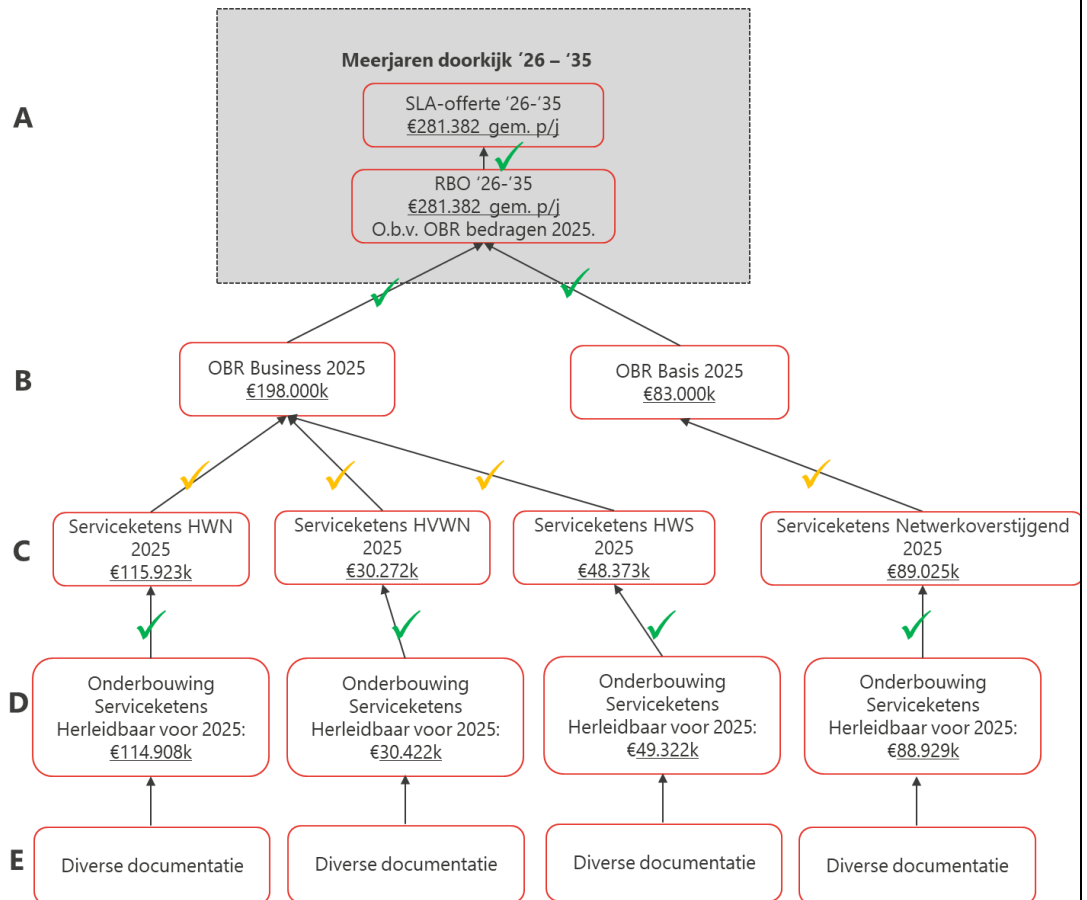 Meerjaren doorkijk ’26 – ’35
A
SLA-offerte ’26-’35
€281.382 gem. p/j
RBO ’26-’35
€281.382 gem. p/j
O.b.v. OBR bedragen 2025.
B
OBR Business 2025
€198.000k
OBR Basis 2025
€83.000k
C
Serviceketens HWN
2025
€115.923k
Serviceketens HVWN
2025
€30.272k
Serviceketens HWS
2025
€48.373k
Serviceketens Netwerkoverstijgend
2025
€89.025k
D
Onderbouwing
Serviceketens
Herleidbaar voor 2025:
€114.908k
Onderbouwing
Serviceketens
Herleidbaar voor 2025:
€30.422k
Onderbouwing
Serviceketens
Herleidbaar voor 2025:
€49.322k
Onderbouwing
Serviceketens
Herleidbaar voor 2025:
€88.929k
E
Diverse documentatie
Diverse documentatie
Diverse documentatie
Diverse documentatie